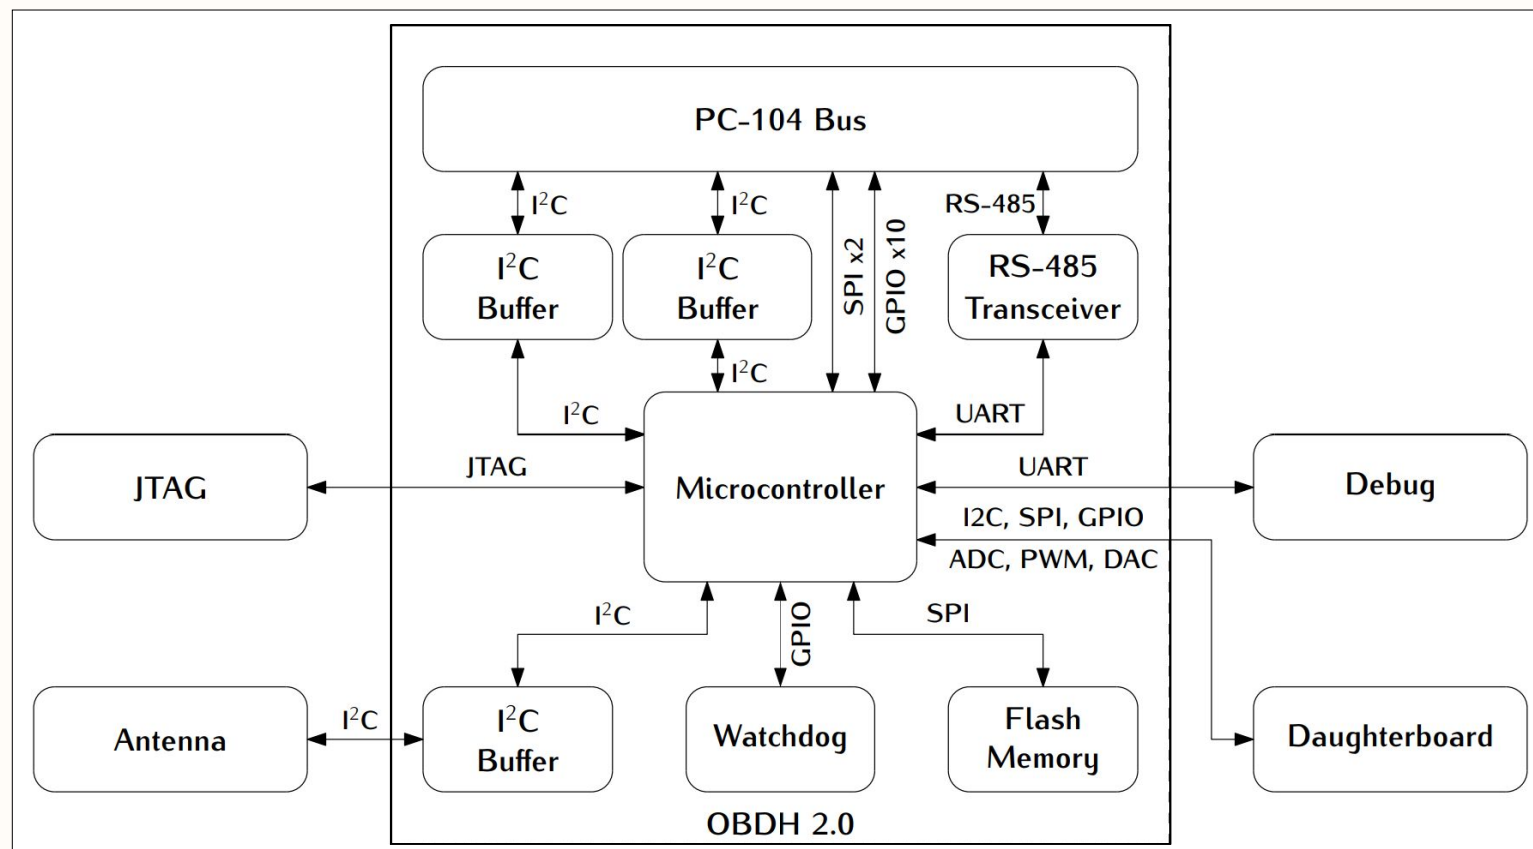 PC-104 Bus
I²C
I²C
RS-485
SPI x2
GPIO x10
I²C
Buffer
I²C
Buffer
RS-485
Transceiver
I²C
I²C
UART
JTAG
JTAG
Microcontroller
UART
Debug
I2C, SPI, GPIO
ADC, PWM, DAC
I²C
GPIO
SPI
Antenna
I²C
I²C
Buffer
Watchdog
Flash
Memory
Daughterboard
OBDH 2.0